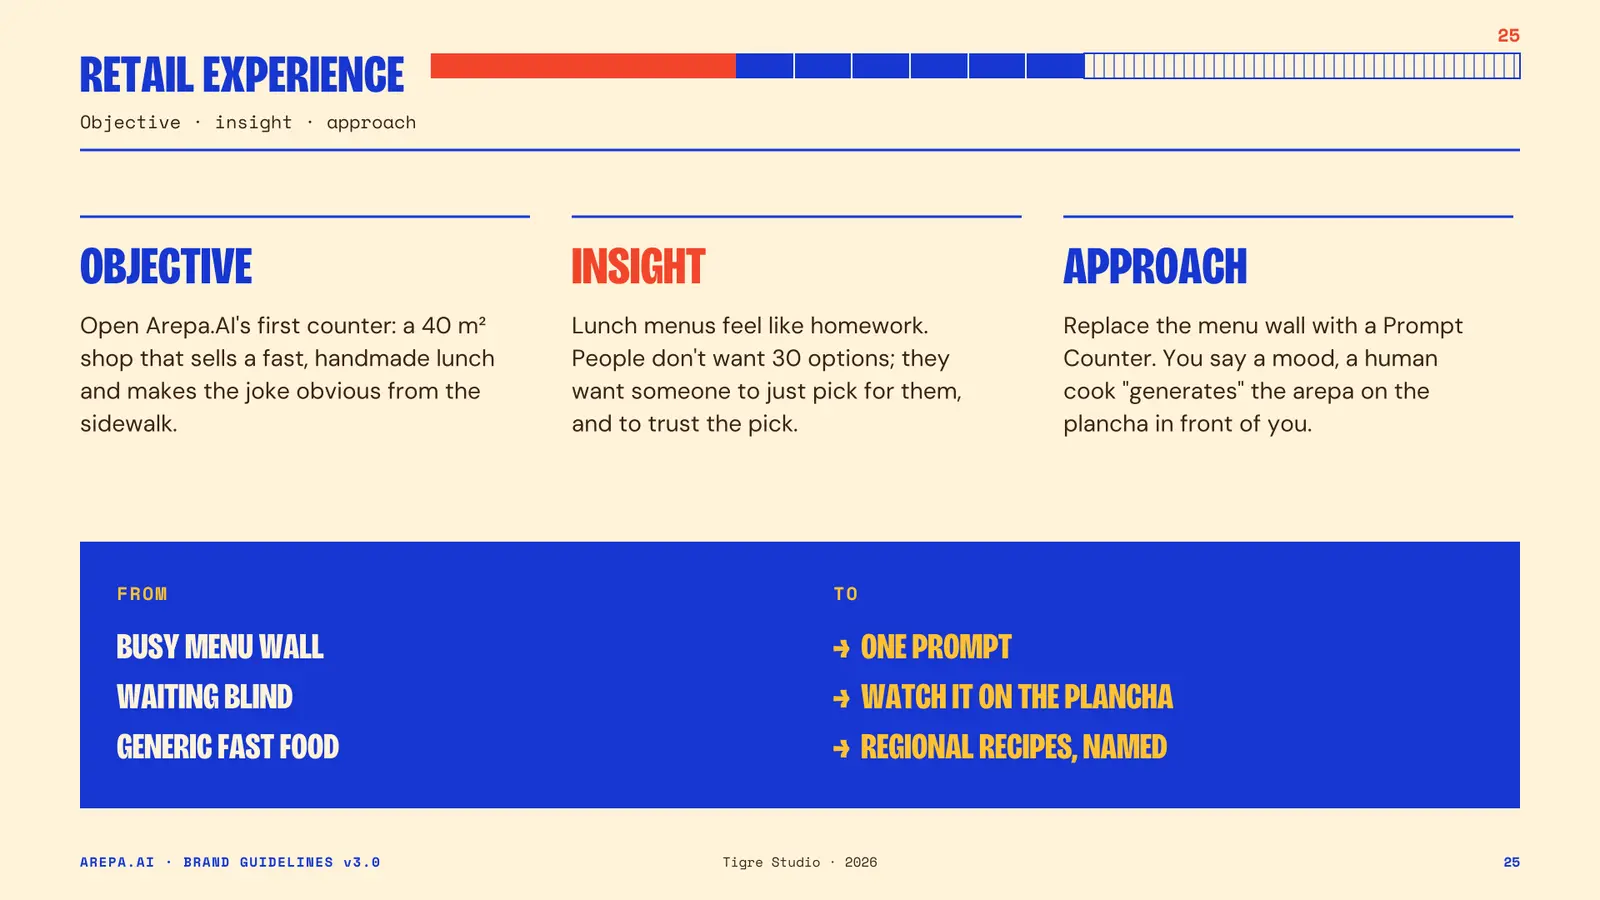 25
RETAIL EXPERIENCE
Objective · insight · approach
OBJECTIVE
Open Arepa.AI's first counter: a 40 m²
shop that sells a fast, handmade lunch
and makes the joke obvious from the
sidewalk.
INSIGHT
Lunch menus feel like homework.
People don't want 30 options; they
want someone to just pick for them,
and to trust the pick.
APPROACH
Replace the menu wall with a Prompt
Counter. You say a mood, a human
cook "generates" the arepa on the
plancha in front of you.
FROM
BUSY MENU WALL
WAITING BLIND
GENERIC FAST FOOD
TO
→ ONE PROMPT
→ WATCH IT ON THE PLANCHA
→ REGIONAL RECIPES, NAMED
AREPA.AI · BRAND GUIDELINES v3.0
Tigre Studio · 2026
25